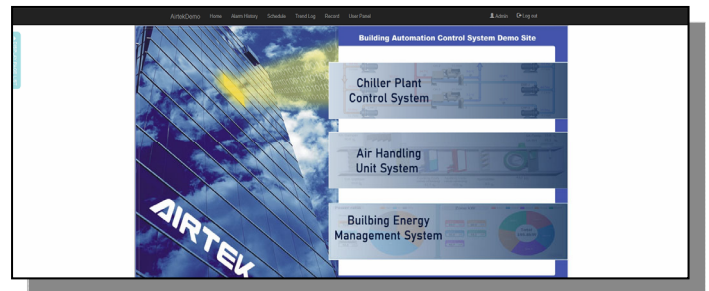 AirtekDemo Home Alarm History Schedule Trend Log Record User Panel Admin Log out
Building Automation Control System Demo Site
Chiller Plant
Control System
Air Handling
Unit System
Builbing Energy
Management System
AIRTEK